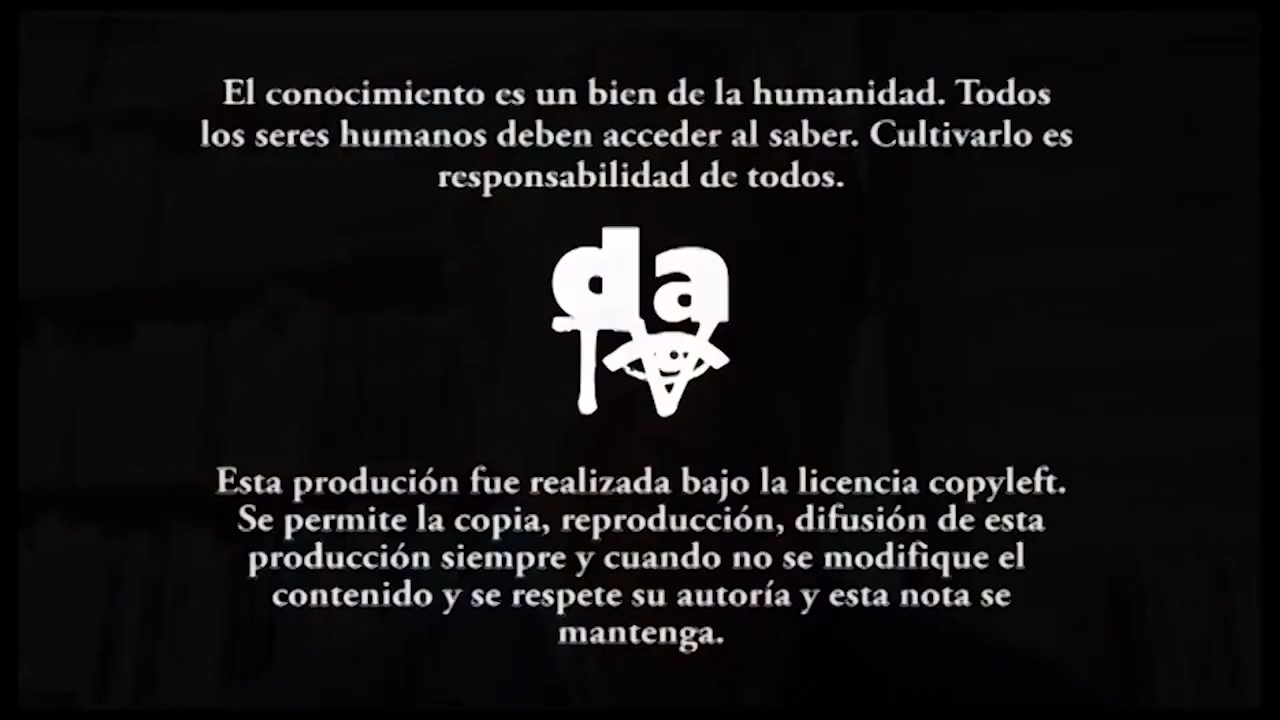 El conocimiento es un bien de la humanidad. Todos
los seres humanos deben acceder al saber. Cultivarlo es
responsabilidad de todos.
da
TV
Esta produción fue realizada bajo la licencia copyleft.
Se permite la copia, reproducción, difusión de esta
producción siempre y cuando no se modifique el
contenido y se respete su autoría y esta nota se
mantenga.